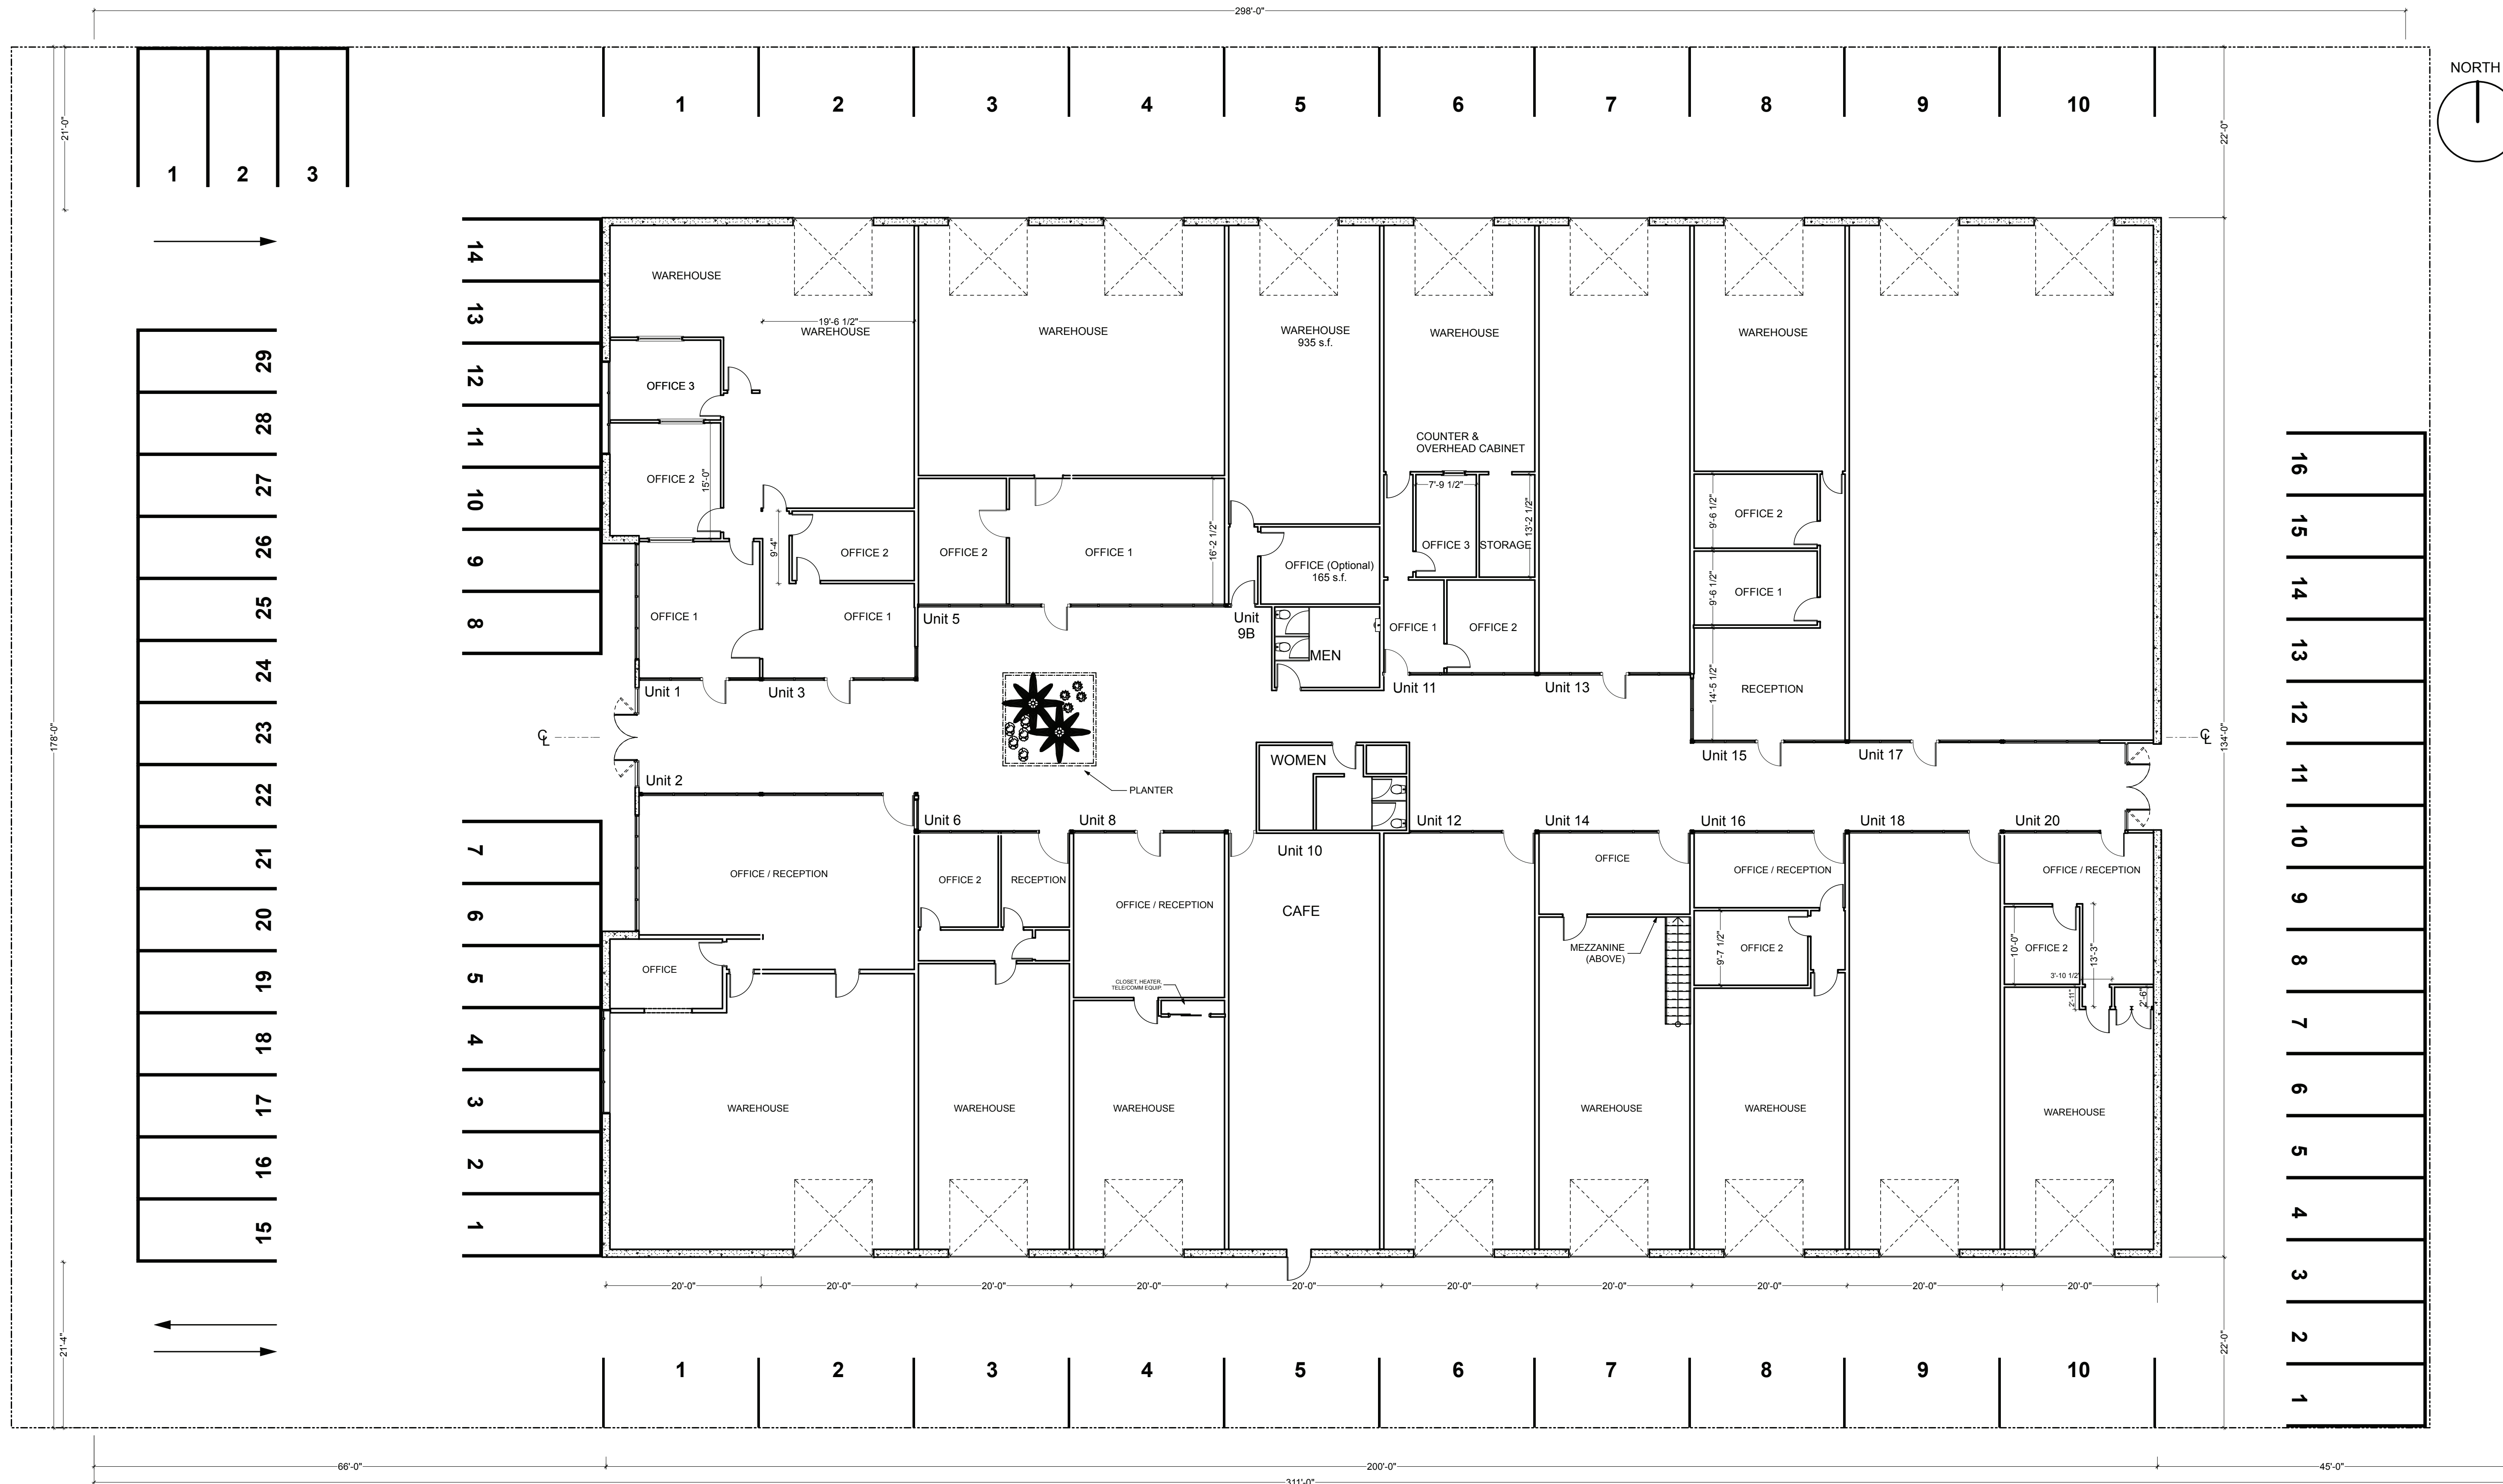 298'-0"
NORTH
1 2 3 4 5 6 7 8 9 10
21'-0"
22'-0"
1 2 3
14
13
12
11
10
9
8
7
6
5
4
3
2
1
29
28
27
26
25
24
23
22
21
20
19
18
17
16
15
178'-0"
21'-4"
WAREHOUSE
19'-6 1/2"
WAREHOUSE
OFFICE 3
OFFICE 2
15'-0"
OFFICE 1
9'-4"
OFFICE 2
OFFICE 1
Unit 1
Unit 3
WAREHOUSE
OFFICE 2
OFFICE 1
16'-2 1/2"
Unit 5
WAREHOUSE
935 s.f.
OFFICE (Optional)
165 s.f.
Unit
9B
MEN
WAREHOUSE
COUNTER &
OVERHEAD CABINET
7'-9 1/2"
13'-2 1/2"
OFFICE 3
STORAGE
OFFICE 1
OFFICE 2
Unit 11
Unit 13
WAREHOUSE
9'-6 1/2"
OFFICE 2
9'-6 1/2"
OFFICE 1
14'-5 1/2"
RECEPTION
Unit 15
Unit 17
CL
CL
134'-0"
PLANTER
WOMEN
Unit 2
OFFICE / RECEPTION
OFFICE
WAREHOUSE
Unit 6
OFFICE 2
RECEPTION
WAREHOUSE
Unit 8
OFFICE / RECEPTION
CLOSET, HEATER,
TELE/COMM EQUIP.
WAREHOUSE
Unit 10
CAFE
Unit 12
Unit 14
OFFICE
MEZZANINE
(ABOVE)
WAREHOUSE
Unit 16
OFFICE / RECEPTION
9'-7 1/2"
OFFICE 2
WAREHOUSE
Unit 18
Unit 20
OFFICE / RECEPTION
10'-0"
OFFICE 2
13'-3"
3'-10 1/2"
2'-11"
2'-6"
WAREHOUSE
16
15
14
13
12
11
10
9
8
7
6
5
4
3
2
1
20'-0" 20'-0" 20'-0" 20'-0" 20'-0" 20'-0" 20'-0" 20'-0" 20'-0" 20'-0"
22'-0"
1 2 3 4 5 6 7 8 9 10
66'-0" 200'-0" 45'-0"
311'-0"